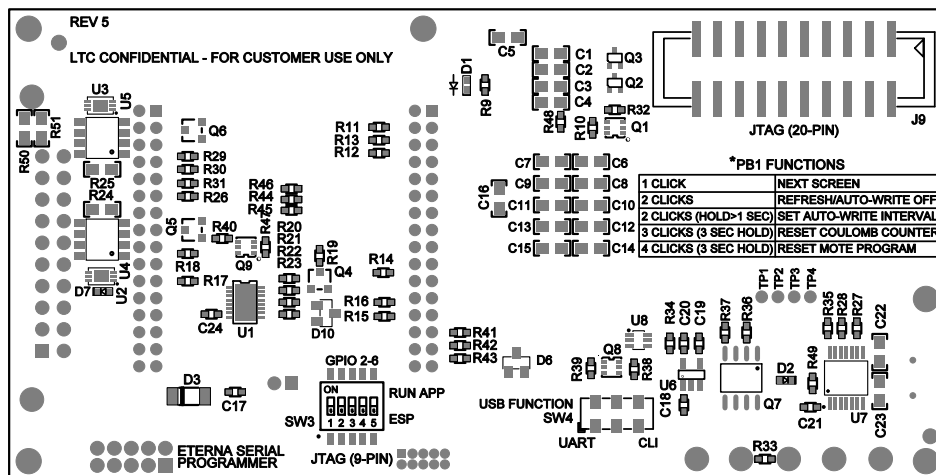 REV 5
LTC CONFIDENTIAL - FOR CUSTOMER USE ONLY
C5
C1
C2
C3
C4
Q3
Q2
R32
Q1
D1
R9
R48
R10
J9
JTAG (20-PIN)
U3
U5
R51
R50
Q6
R11
R13
R12
R29
R30
R31
R26
R25
R24
R46
R44
R45
Q5
R40
R47
R20
R21
R22
R23
R19
Q4
R14
R18
Q9
R17
U4
U2
D7
C24
U1
D10
R16
R15
C7
C6
C9
C8
C16
C11
C10
C13
C12
C15
C14
*PB1 FUNCTIONS
1 CLICK NEXT SCREEN
2 CLICKS REFRESH/AUTO-WRITE OFF
2 CLICKS (HOLD>1 SEC) SET AUTO-WRITE INTERVAL
3 CLICKS (3 SEC HOLD) RESET COULOMB COUNTER
4 CLICKS (3 SEC HOLD) RESET MOTE PROGRAM
TP1
TP2
TP3
TP4
R41
R42
R43
D6
U8
R34
C20
C19
R37
R36
R35
R28
R27
C22
R39
Q8
R38
U6
C18
Q7
D2
R49
U7
C21
C23
D3
C17
GPIO 2-6
ON
1 2 3 4 5
SW3
RUN APP
ESP
JTAG (9-PIN)
USB FUNCTION
SW4
UART
CLI
R33
ETERNA SERIAL
PROGRAMMER